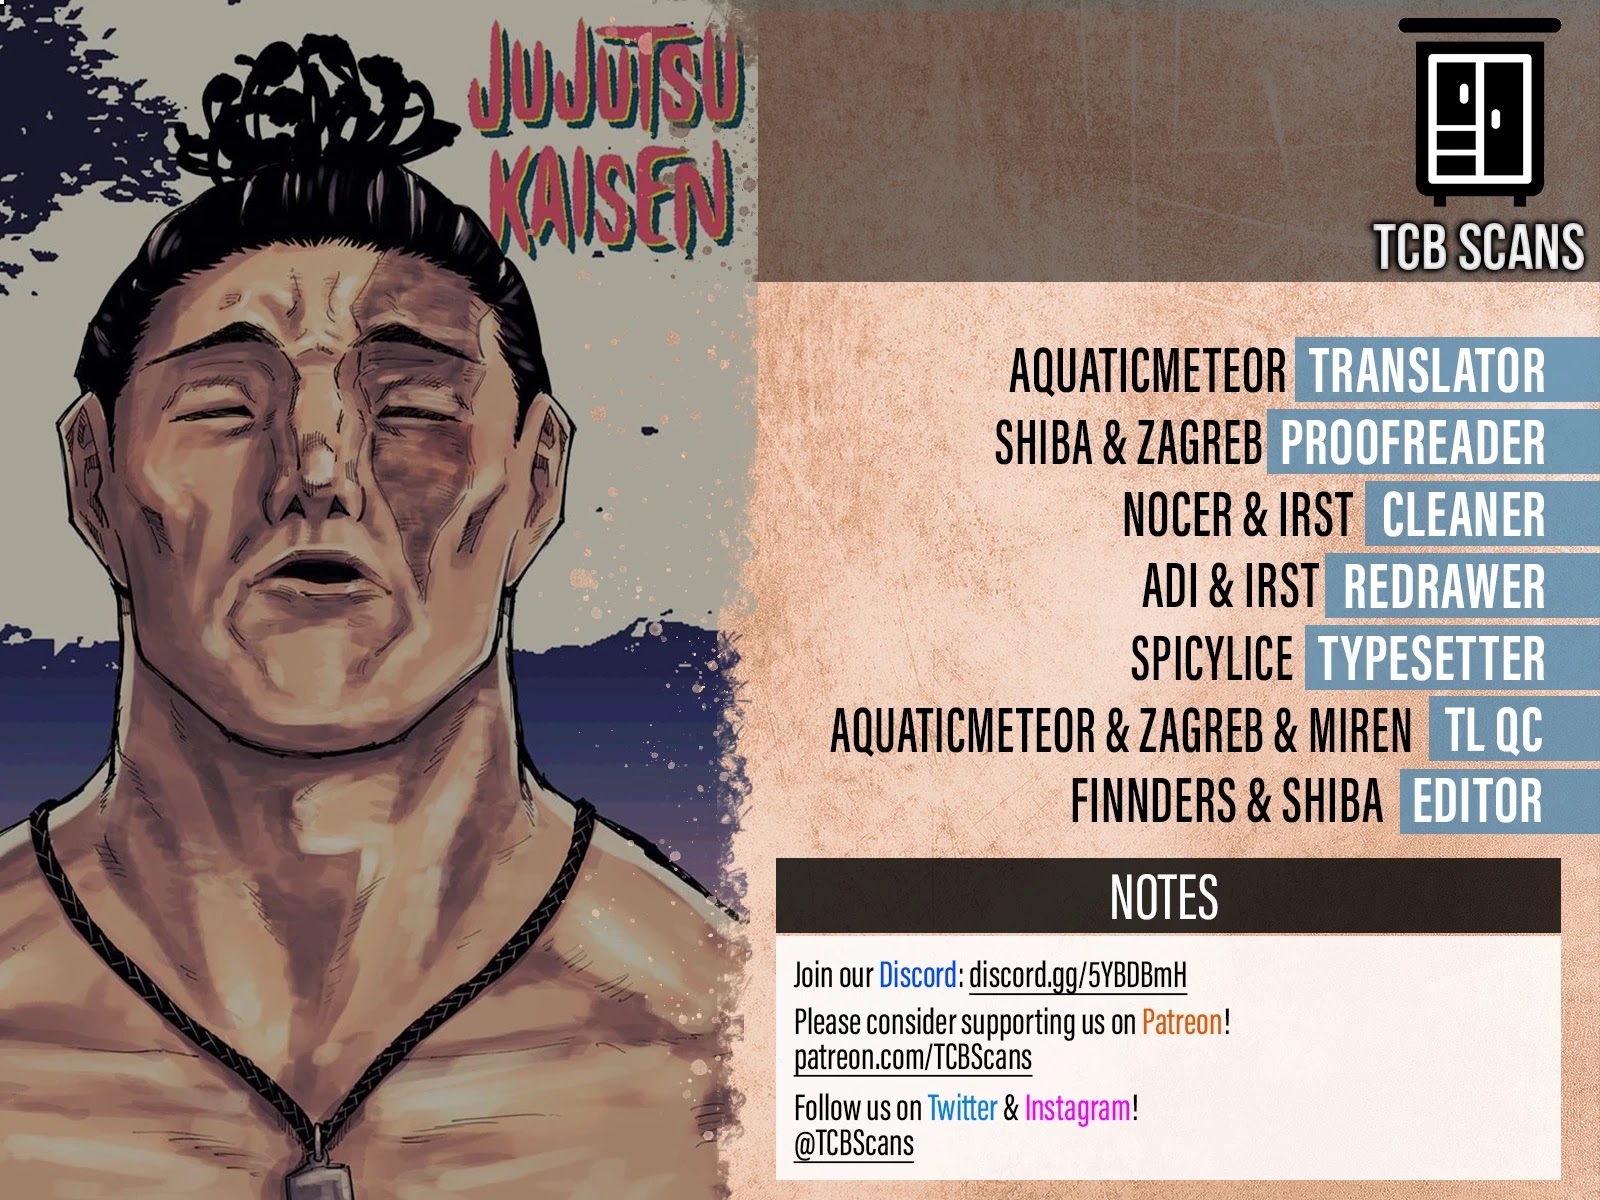 JUJUTSU
KAISEN
TCB SCANS
AQUATICMETEOR TRANSLATOR
SHIBA & ZAGREB PROOFREADER
NOCER & IRST CLEANER
ADI & IRST REDRAWER
SPICYLICE TYPESETTER
AQUATICMETEOR & ZAGREB & MIREN TL QC
FINNDERS & SHIBA EDITOR
NOTES
Join our Discord: discord.gg/5YBDBmH
Please consider supporting us on Patreon!
patreon.com/TCBScans
Follow us on Twitter & Instagram!
@TCBScans